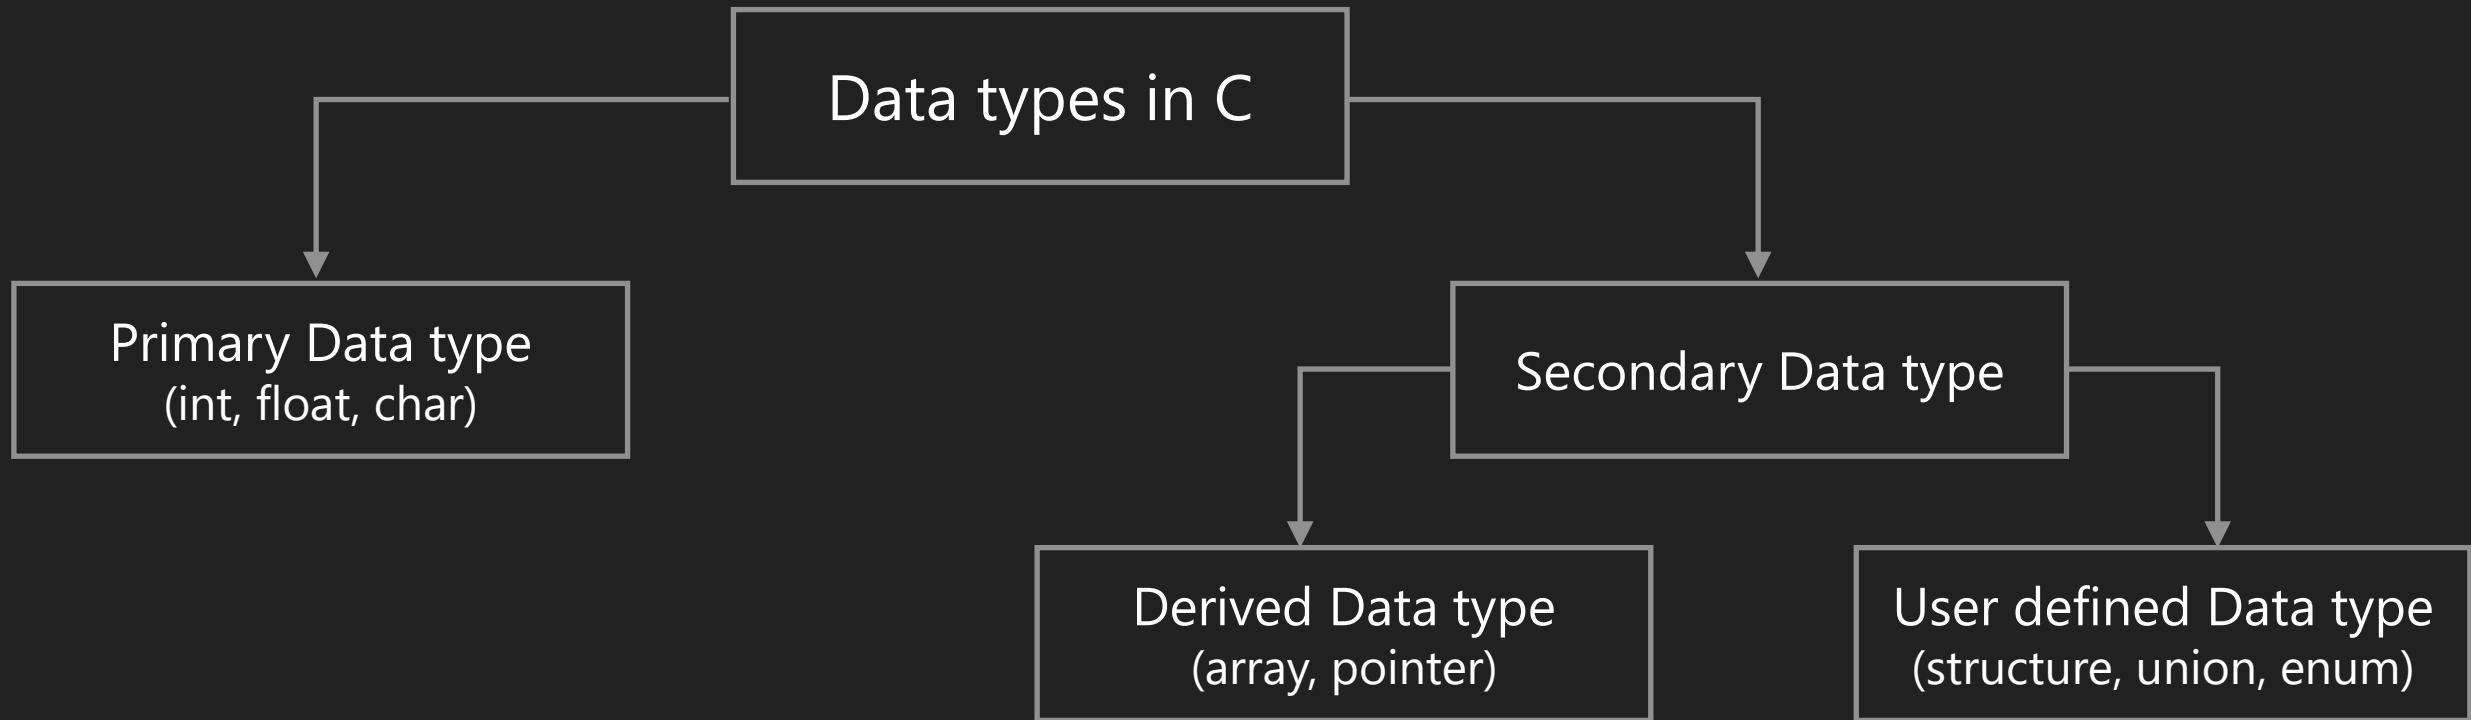 Data types in C
Primary Data type
(int, float, char)
Secondary Data type
Derived Data type
(array, pointer)
User defined Data type
(structure, union, enum)